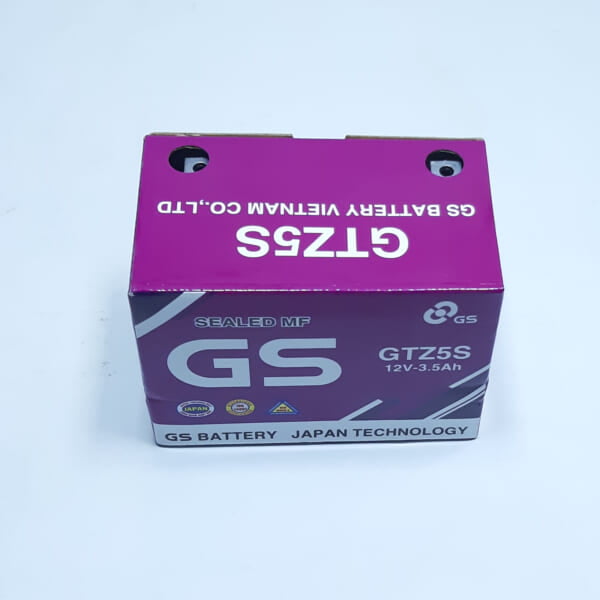 GS BATTERY VIETNAM CO.,LTD
GTZ5S
SEALED MF
GS
GS
GTZ5S
12V-3.5Ah
JAPAN
GS BATTERY JAPAN TECHNOLOGY